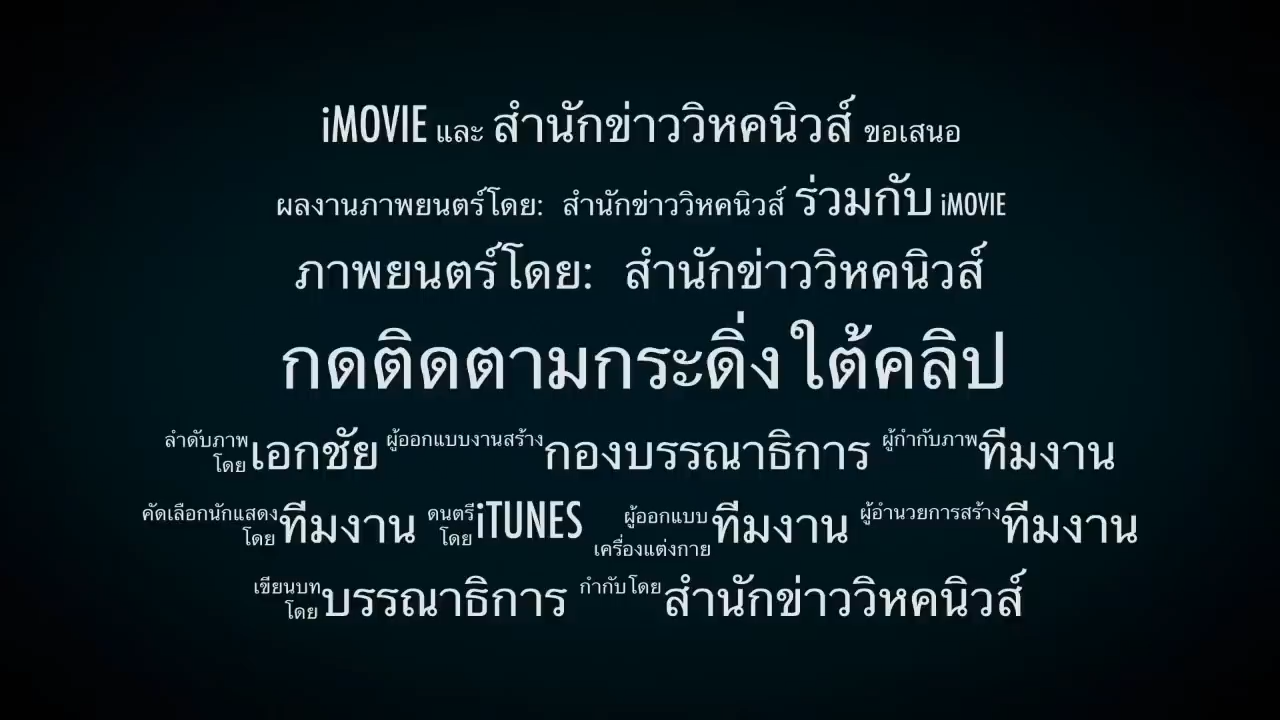 iMOVIE และ สำนักข่าววิหคนิวส์ ขอเสนอ
ผลงานภาพยนตร์โดย: สำนักข่าววิหคนิวส์ ร่วมกับ iMOVIE
ภาพยนตร์โดย: สำนักข่าววิหคนิวส์
กดติดตามกระดิ่ง ใต้คลิป
ลำดับภาพโดย เอกชัย ผู้ออกแบบงานสร้าง กองบรรณาธิการ ผู้กำกับภาพ ทีมงาน
คัดเลือกนักแสดงโดย ทีมงาน ดนตรีโดย iTUNES ผู้ออกแบบเครื่องแต่งกาย ทีมงาน ผู้อำนวยการสร้าง ทีมงาน
เขียนบทโดย บรรณาธิการ กำกับโดย สำนักข่าววิหคนิวส์